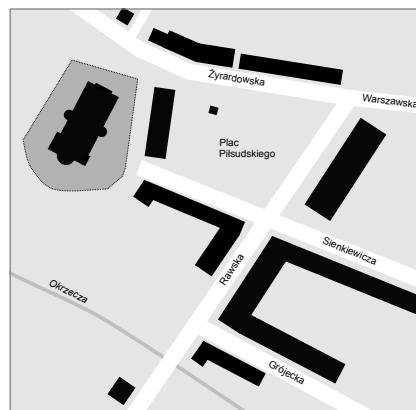 Żyrardowska
Warszawska
Plac
Piłsudskiego
Sienkiewicza
Rawska
Okrzecza
Grójecka